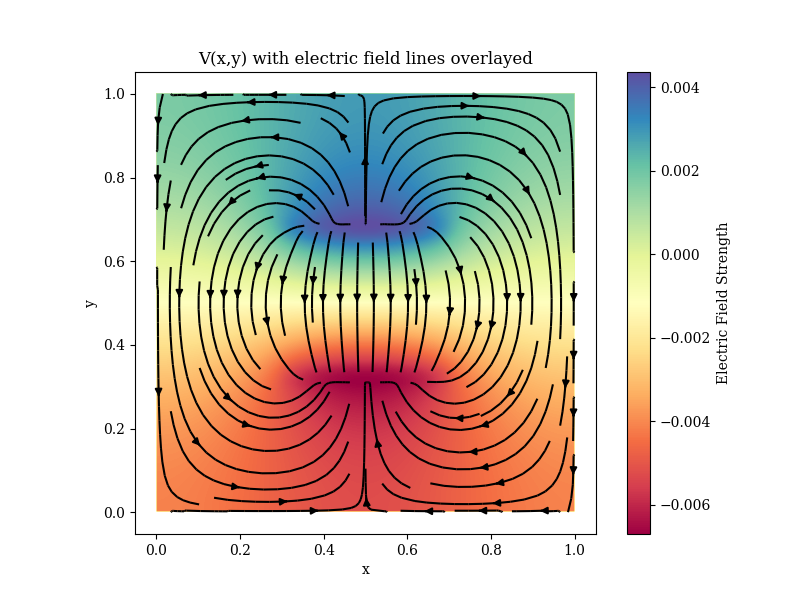 V(x,y) with electric field lines overlayed
1.0
0.8
0.6
0.4
0.2
0.0
y
0.0 0.2 0.4 0.6 0.8 1.0
x
0.004
0.002
0.000
−0.002
−0.004
−0.006
Electric Field Strength